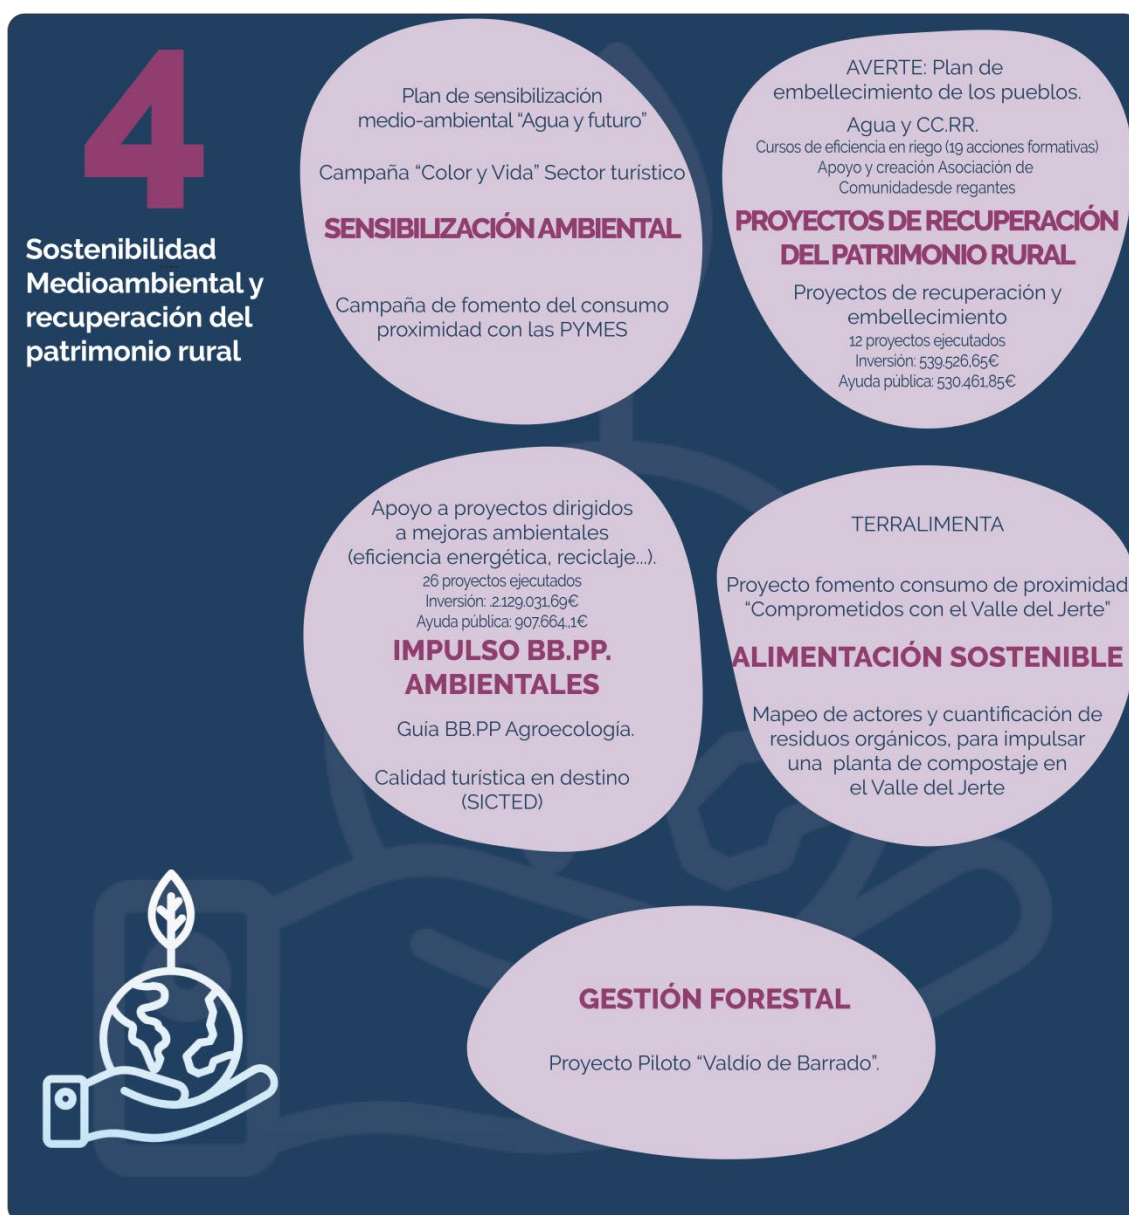 4
Sostenibilidad
Medioambiental y
recuperación del
patrimonio rural
Plan de sensibilización
medio-ambiental “Agua y futuro”
Campaña “Color y Vida” Sector turístico
SENSIBILIZACIÓN AMBIENTAL
Campaña de fomento del consumo
proximidad con las PYMES
AVERTE: Plan de
embellecimiento de los pueblos.
Agua y CC.RR.
Cursos de eficiencia en riego (19 acciones formativas)
Apoyo y creación Asociación de
Comunidadesde regantes
PROYECTOS DE RECUPERACIÓN
DEL PATRIMONIO RURAL
Proyectos de recuperación y
embellecimiento
12 proyectos ejecutados
Inversión: 539.526,65€
Ayuda pública: 530.461,85€
Apoyo a proyectos dirigidos
a mejoras ambientales
(eficiencia energética, reciclaje...).
26 proyectos ejecutados
Inversión: .2.129.031,69€
Ayuda pública: 907.664.,1€
IMPULSO BB.PP.
AMBIENTALES
Guía BB.PP Agroecología.
Calidad turística en destino
(SICTED)
TERRALIMENTA
Proyecto fomento consumo de proximidad
“Comprometidos con el Valle del Jerte”
ALIMENTACIÓN SOSTENIBLE
Mapeo de actores y cuantificación de
residuos orgánicos, para impulsar
una planta de compostaje en
el Valle del Jerte
GESTIÓN FORESTAL
Proyecto Piloto “Valdío de Barrado”.